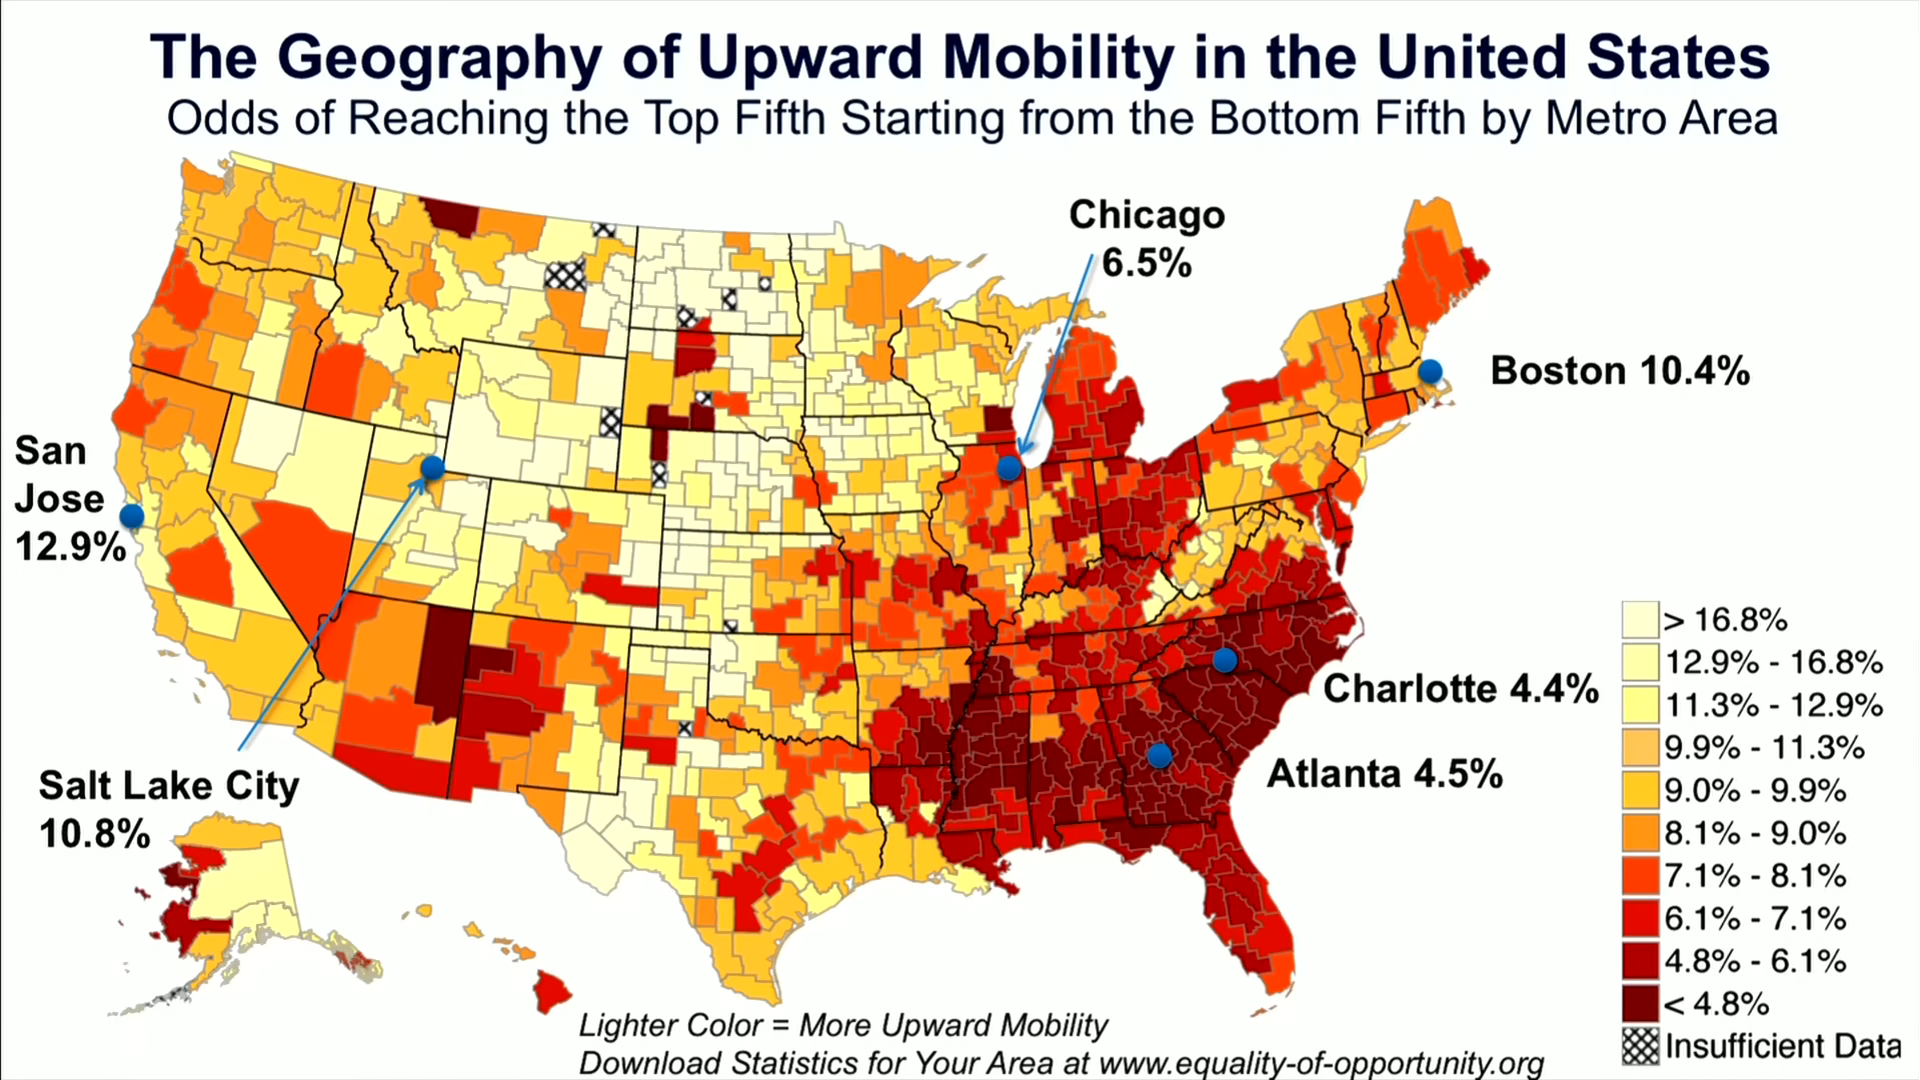 The Geography of Upward Mobility in the United States
Odds of Reaching the Top Fifth Starting from the Bottom Fifth by Metro Area
Chicago
6.5%
Boston 10.4%
San
Jose
12.9%
Charlotte 4.4%
Atlanta 4.5%
Salt Lake City
10.8%
> 16.8%
12.9% - 16.8%
11.3% - 12.9%
9.9% - 11.3%
9.0% - 9.9%
8.1% - 9.0%
7.1% - 8.1%
6.1% - 7.1%
4.8% - 6.1%
< 4.8%
Insufficient Data
Lighter Color = More Upward Mobility
Download Statistics for Your Area at www.equality-of-opportunity.org